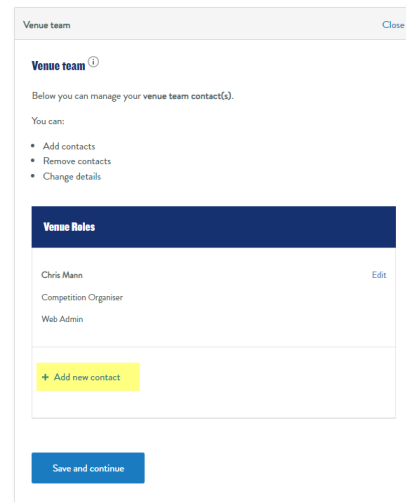 Venue team Close
Venue team
Below you can manage your venue team contact(s).
You can:
• Add contacts
• Remove contacts
• Change details
Venue Roles
Chris Mann Edit
Competition Organiser
Web Admin
+ Add new contact
Save and continue